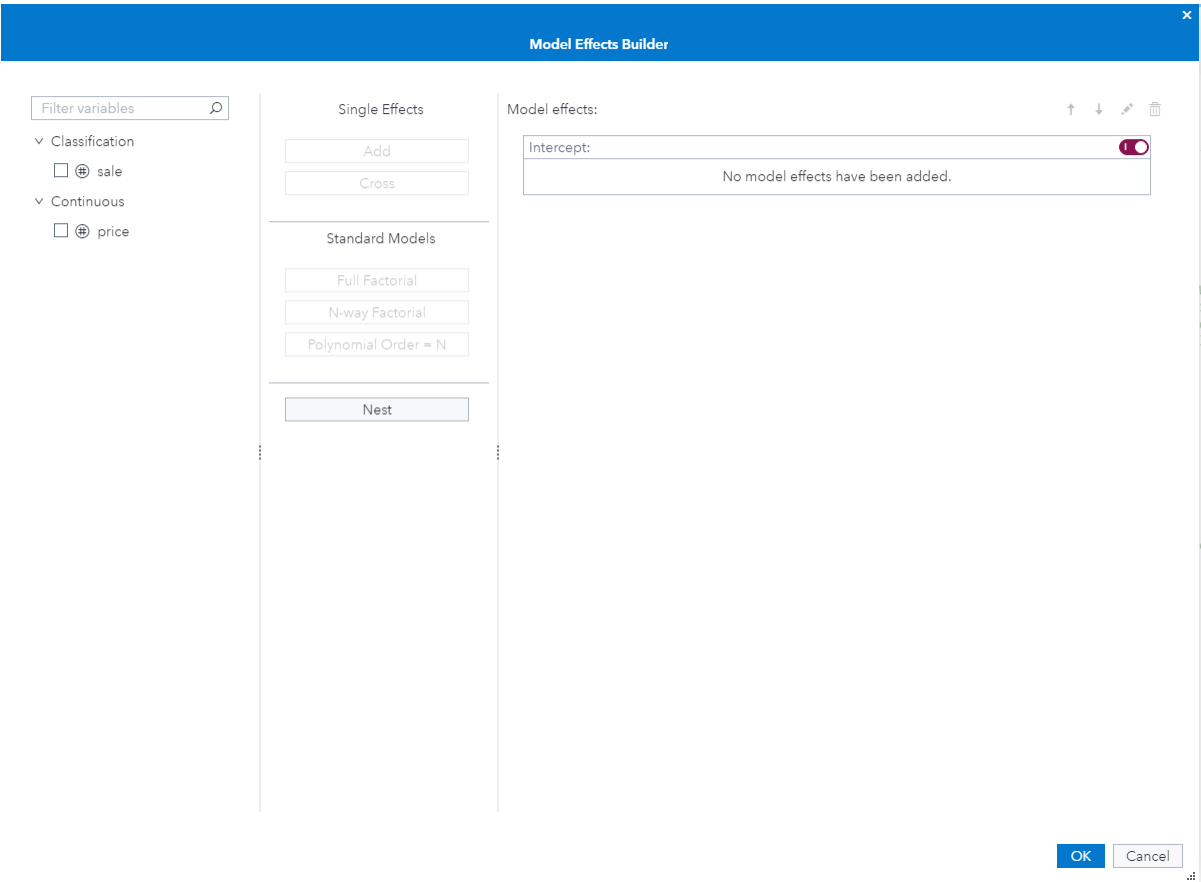 Model Effects Builder
Filter variables
Classification
sale
Continuous
price
Single Effects
Add
Cross
Standard Models
Full Factorial
N-way Factorial
Polynomial Order = N
Nest
Model effects:
Intercept:
No model effects have been added.
OK
Cancel